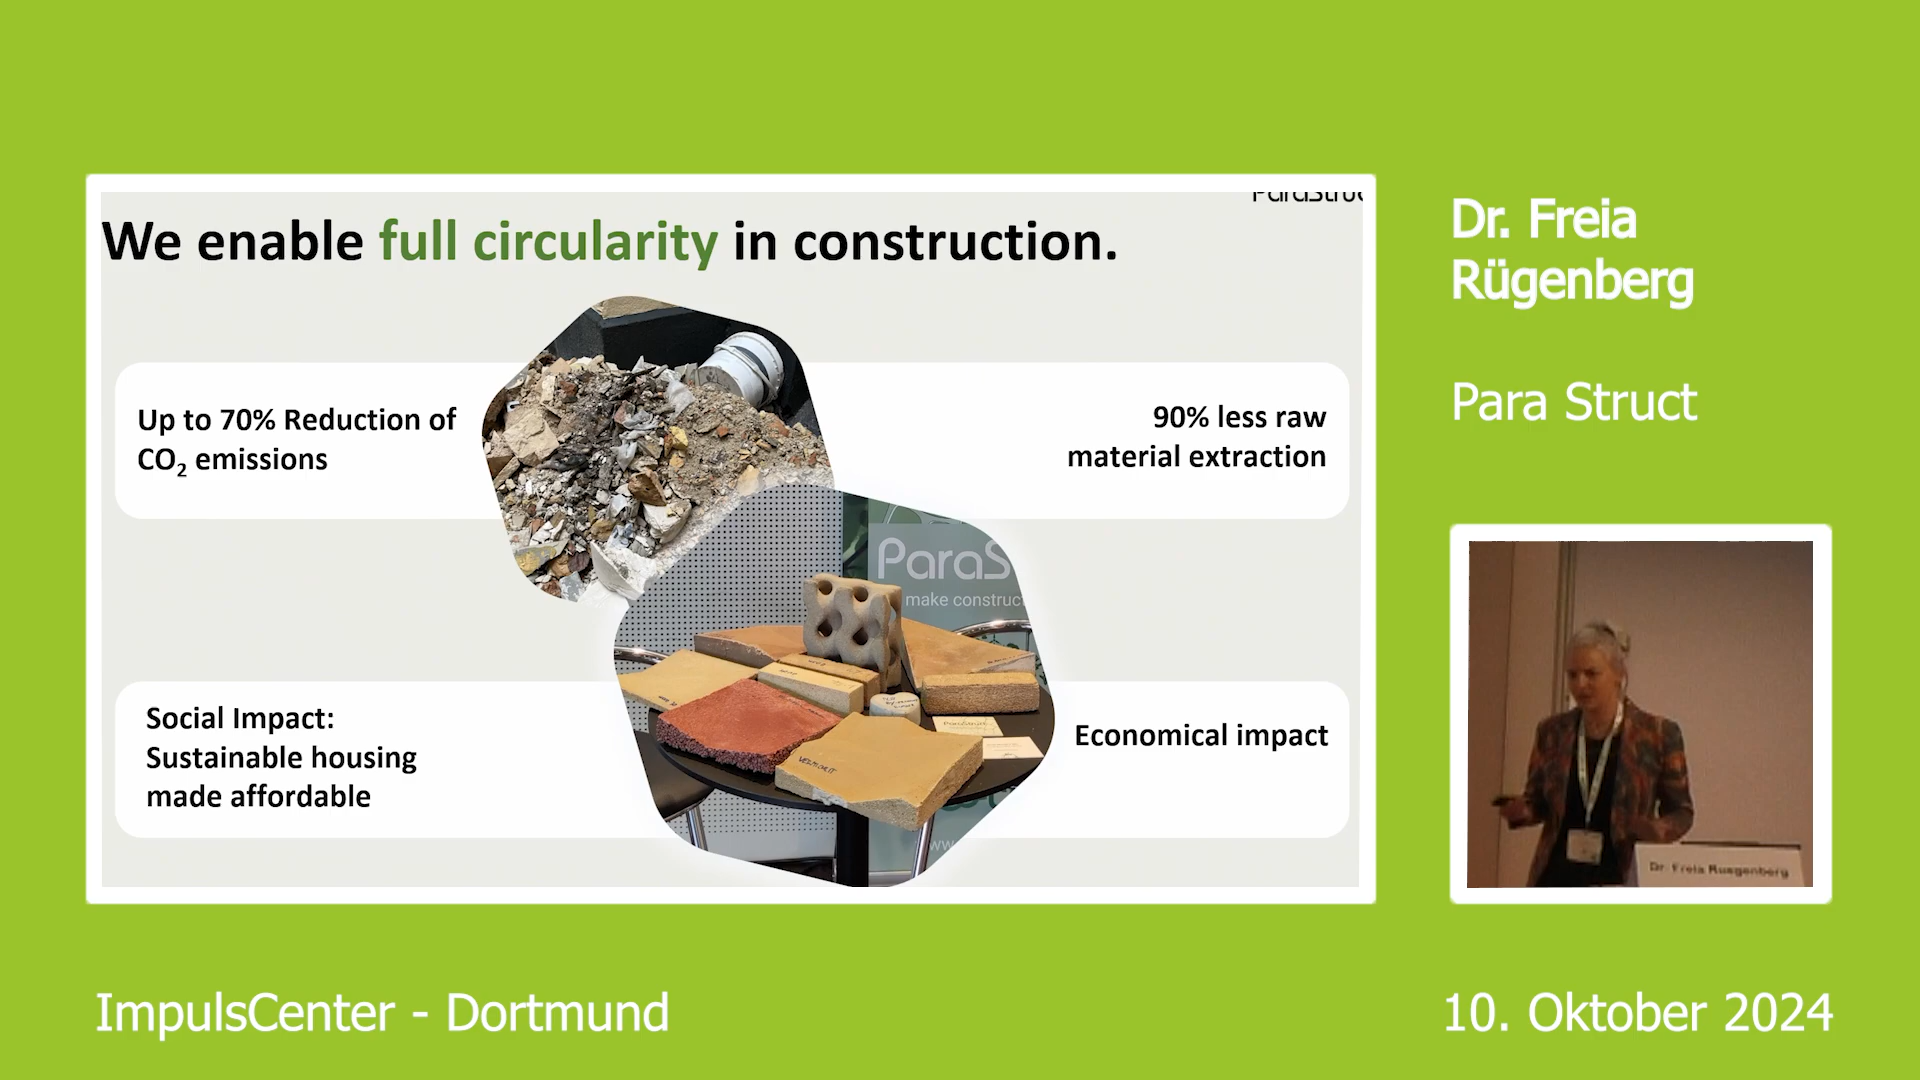 We enable full circularity in construction.
Up to 70% Reduction of
CO₂ emissions
90% less raw
material extraction
ParaS
make construc
Social Impact:
Sustainable housing
made affordable
Economical impact
Dr. Freia
Rügenberg
Para Struct
Dr. Freia Ruegenberg
ImpulsCenter - Dortmund
10. Oktober 2024